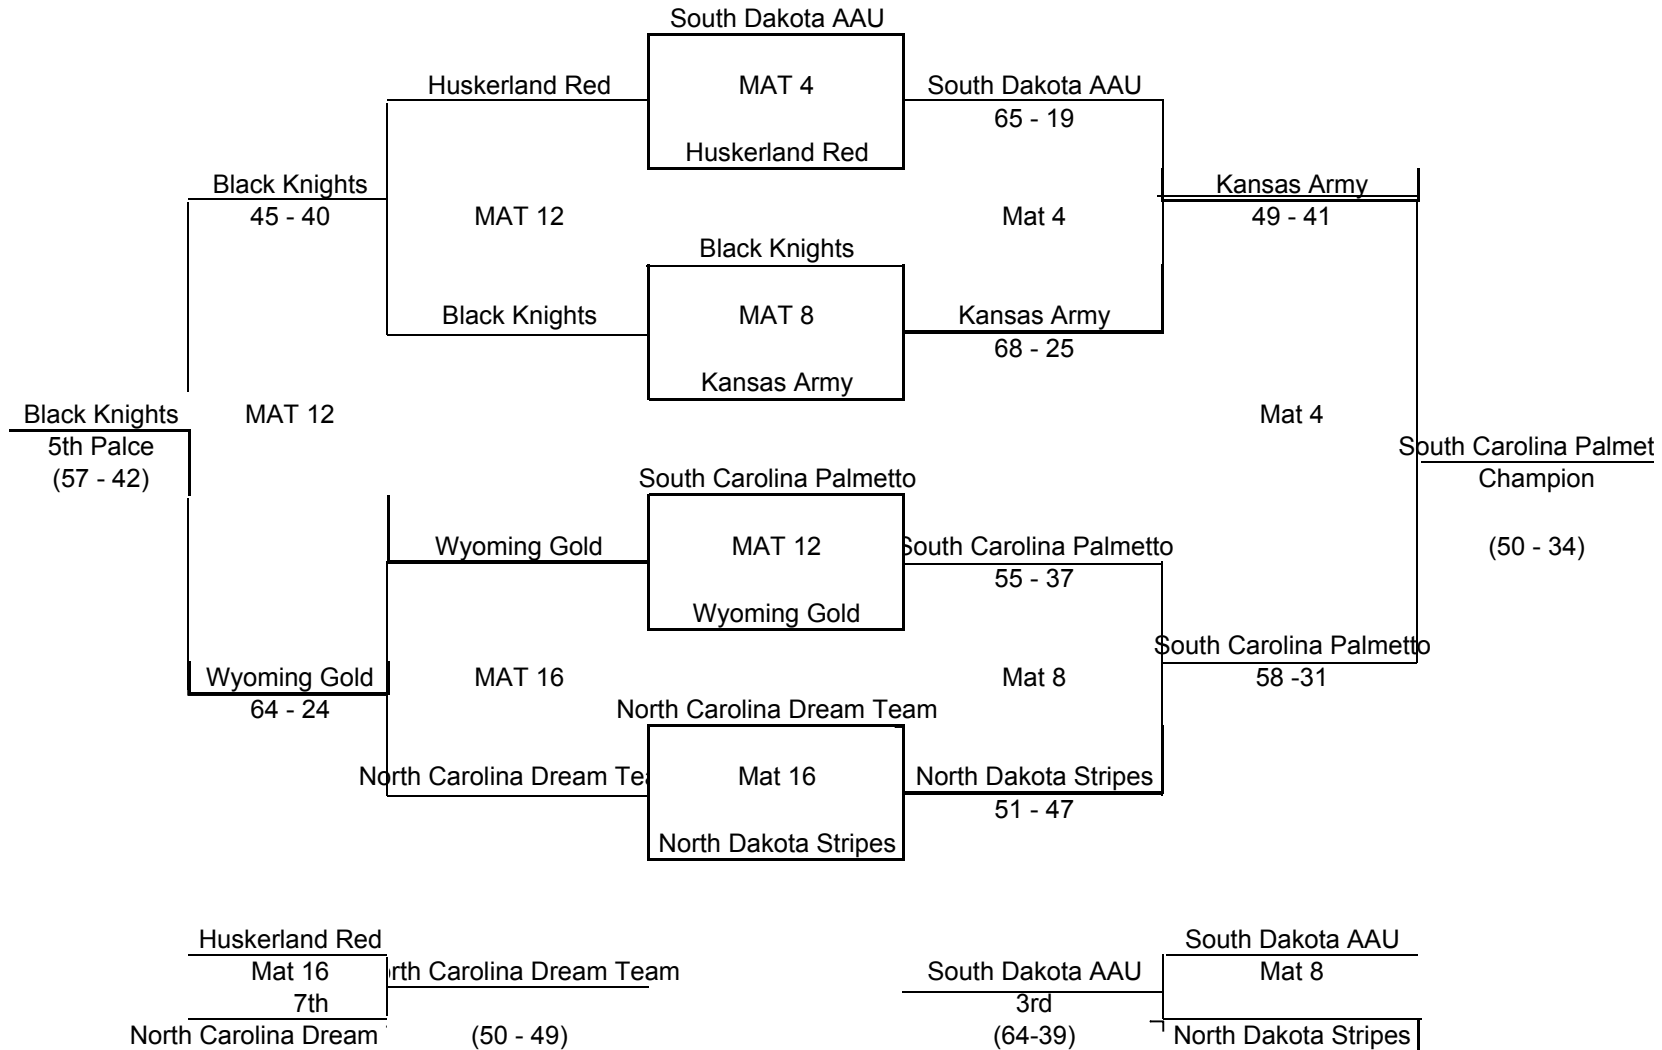 South Dakota AAU
Huskerland Red
MAT 4
South Dakota AAU
65 - 19
Huskerland Red
Black Knights
Kansas Army
45 - 40
MAT 12
Mat 4
49 - 41
Black Knights
Black Knights
MAT 8
Kansas Army
68 - 25
Kansas Army
Black Knights
MAT 12
Mat 4
5th Palce
South Carolina Palmet
(57 - 42)
South Carolina Palmetto
Champion
Wyoming Gold
MAT 12
South Carolina Palmetto
(50 - 34)
55 - 37
Wyoming Gold
South Carolina Palmetto
Wyoming Gold
MAT 16
Mat 8
58 -31
64 - 24
North Carolina Dream Team
North Carolina Dream Tea
Mat 16
North Dakota Stripes
51 - 47
North Dakota Stripes
Huskerland Red
South Dakota AAU
Mat 16
rth Carolina Dream Team
South Dakota AAU
Mat 8
7th
3rd
North Carolina Dream
(50 - 49)
(64-39)
North Dakota Stripes